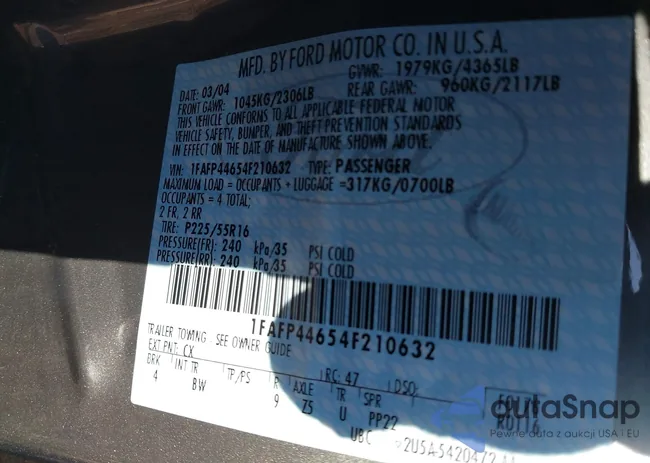 MFD. BY FORD MOTOR CO. IN U.S.A.
DATE: 03/04 GVWR: 1979KG/4365LB
FRONT GAWR: 1045KG/2306LB REAR GAWR: 960KG/2117LB
THIS VEHICLE CONFORMS TO ALL APPLICABLE FEDERAL MOTOR
VEHICLE SAFETY, BUMPER, AND THEFT PREVENTION STANDARDS
IN EFFECT ON THE DATE OF MANUFACTURE SHOWN ABOVE.
VIN: 1FAFP44654F210632 TYPE: PASSENGER
MAXIMUM LOAD = OCCUPANTS + LUGGAGE = 317KG/0700LB
OCCUPANTS = 4 TOTAL;
2 FR, 2 RR
TIRE: P225/55R16
PRESSURE(FR): 240 kPa/35 PSI COLD
PRESSURE(RR): 240 kPa/35 PSI COLD
1FAFP44654F210632
TRAILER TOWING - SEE OWNER GUIDE
EXT PNT: CX RC: 47 DSO:
BRK INT TR TP/PS R AXLE TR SPR
4 BW 9 Z5 U PP22
UBC
autaSnap
Pewne auta z aukcji USA i EU